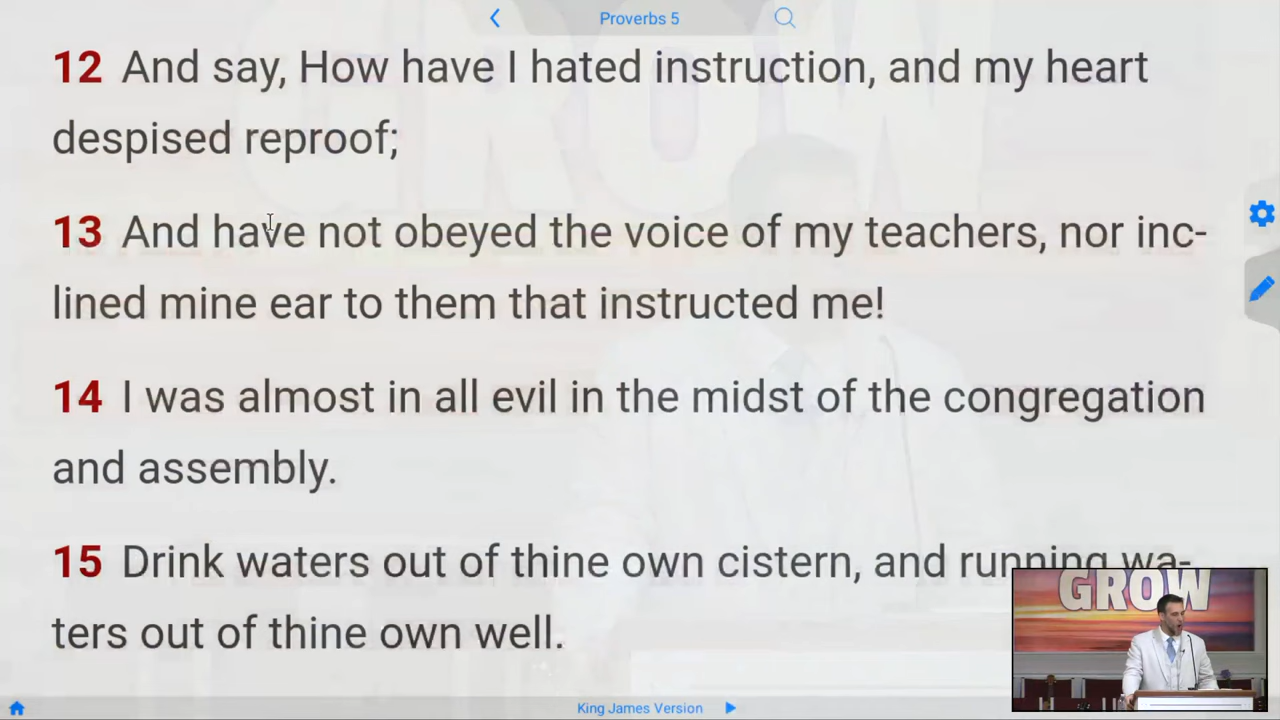 Proverbs 5
12 And say, How have I hated instruction, and my heart
despised reproof;
13 And have not obeyed the voice of my teachers, nor inc-
lined mine ear to them that instructed me!
14 I was almost in all evil in the midst of the congregation
and assembly.
15 Drink waters out of thine own cistern, and running wa-
ters out of thine own well.
GROW
King James Version